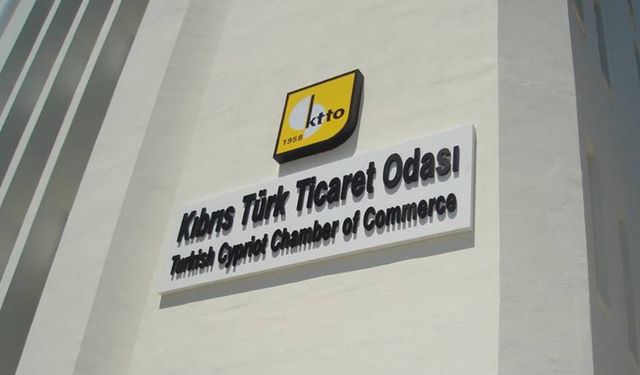 ktto
1958
Kıbrıs Türk Ticaret Odası
Turkish Cypriot Chamber of Commerce